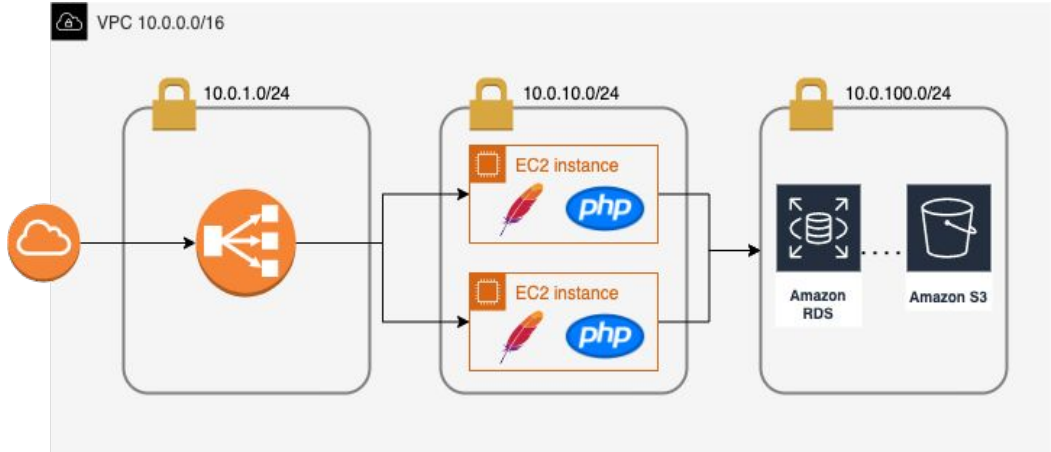 VPC 10.0.0.0/16
10.0.1.0/24
10.0.10.0/24
10.0.100.0/24
EC2 instance
php
EC2 instance
php
Amazon
RDS
Amazon S3